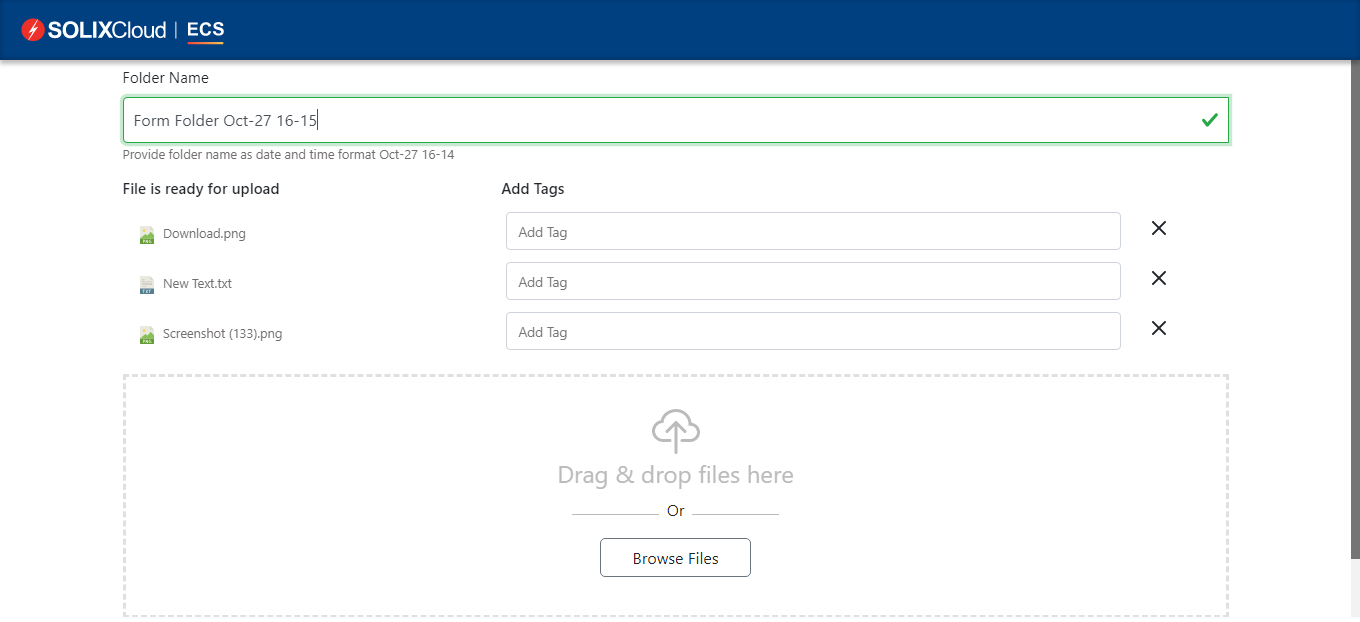 SOLIXCloud | ECS
Folder Name
Form Folder Oct-27 16-15
Provide folder name as date and time format Oct-27 16-14
File is ready for upload Add Tags
Download.png Add Tag
New Text.txt Add Tag
Screenshot (133).png Add Tag
Drag & drop files here
Or
Browse Files